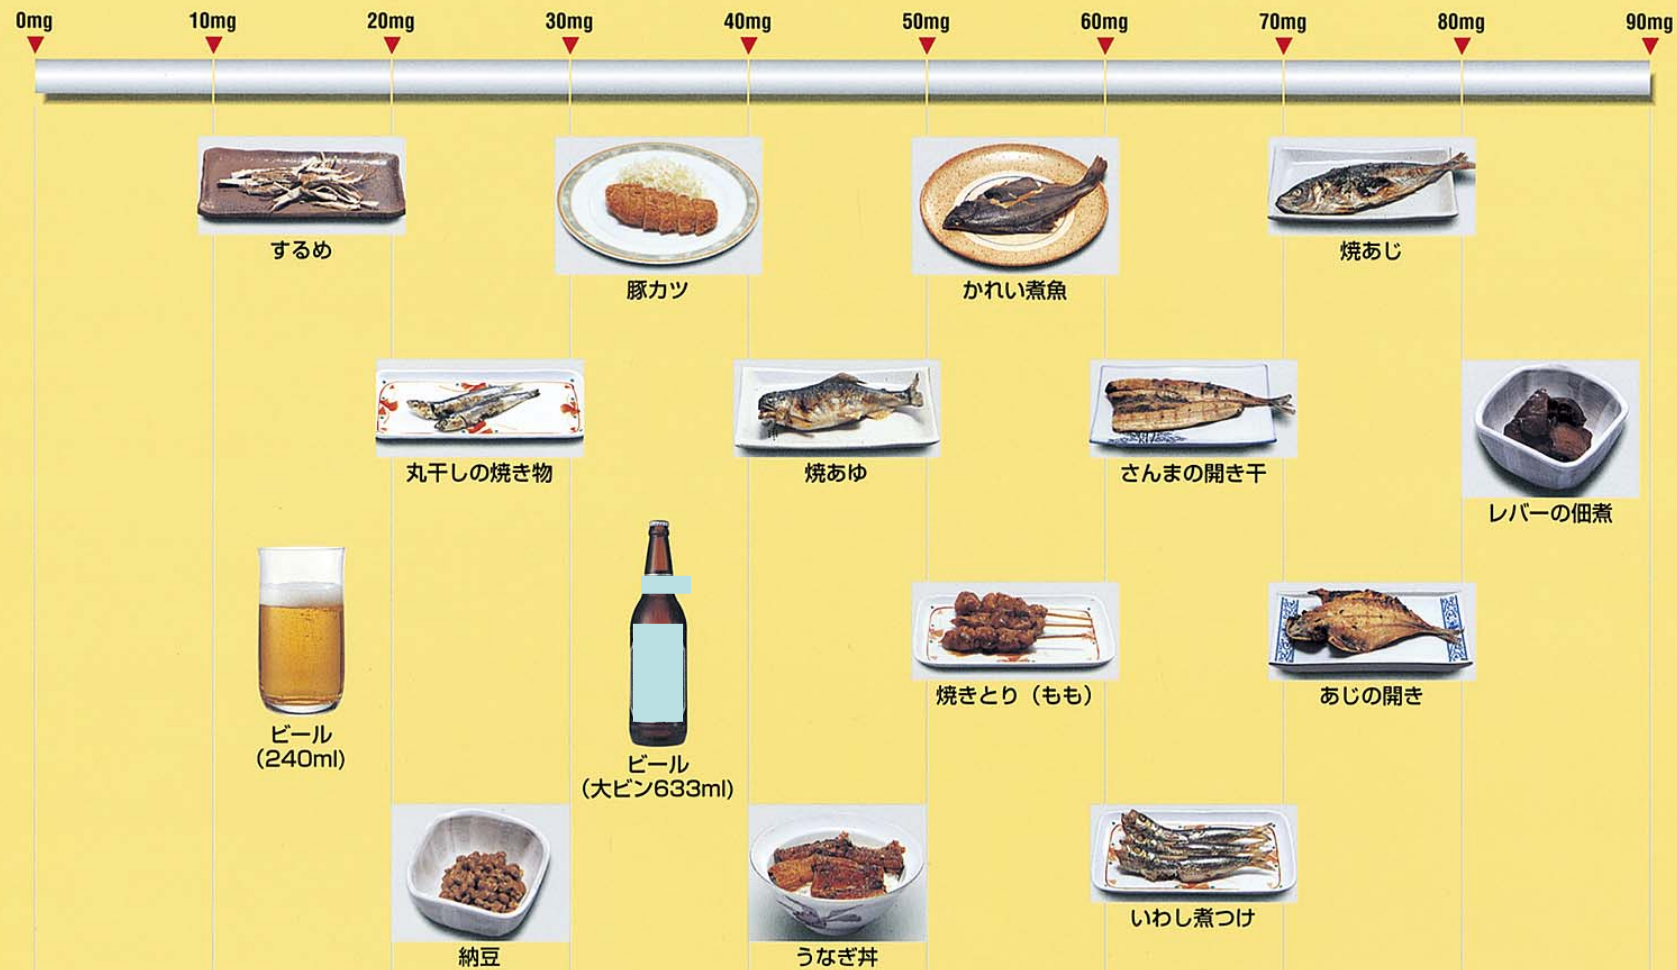 0mg 10mg 20mg 30mg 40mg 50mg 60mg 70mg 80mg 90mg
するめ
豚カツ
かれい煮魚
焼あじ
丸干しの焼き物
焼あゆ
さんまの開き干
レバーの佃煮
ビール
(240ml)
ビール
(大ビン633ml)
焼きとり(もも)
あじの開き
納豆
うなぎ丼
いわし煮つけ